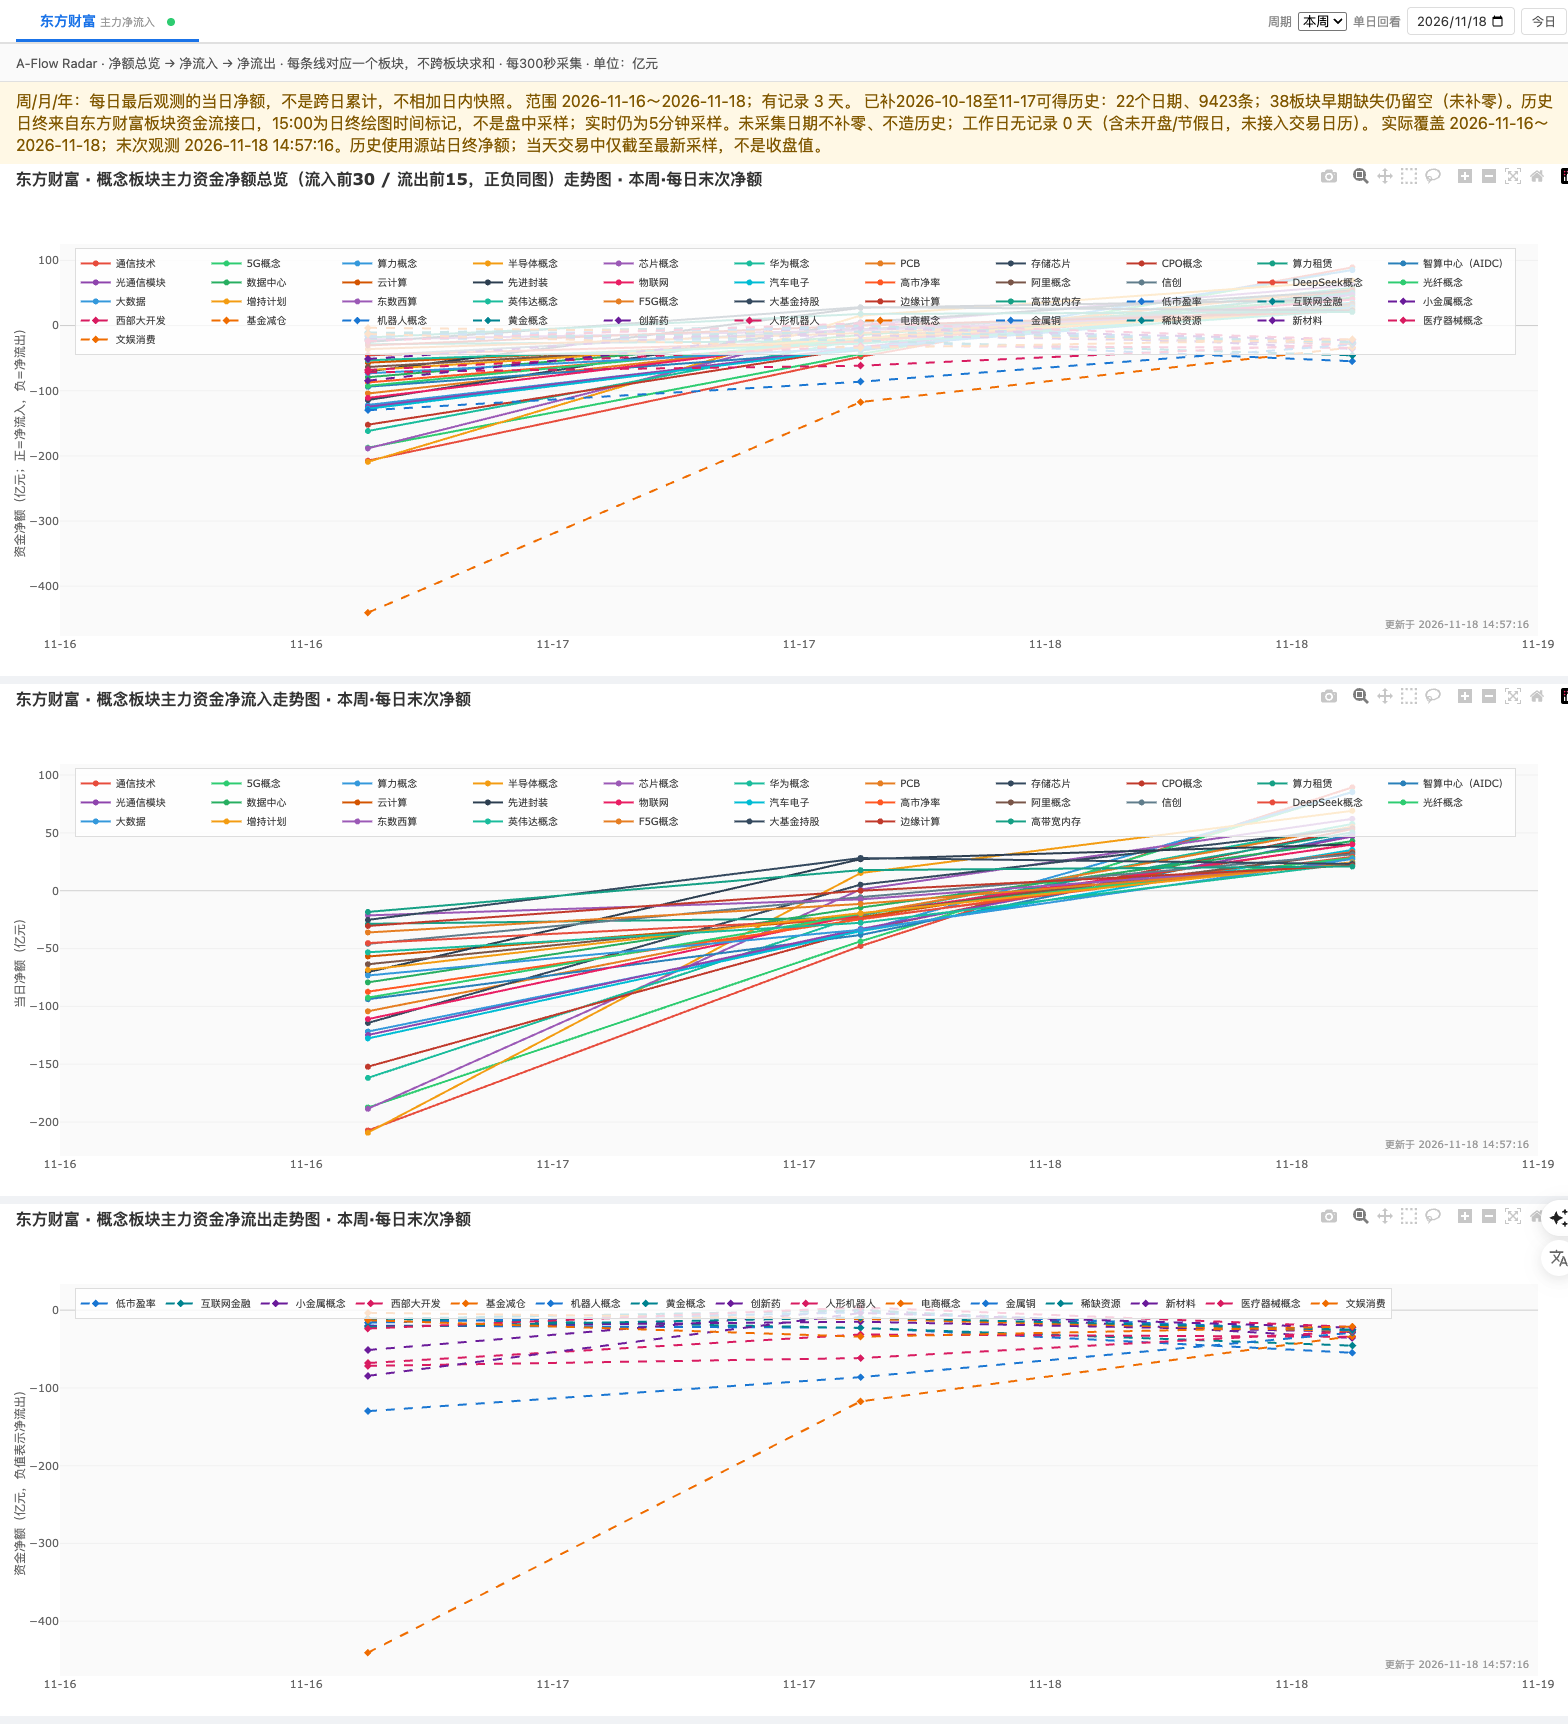 东方财富 主力净流入
周期 本周 单日回看 2026/11/18 今日
A-Flow Radar · 净额总览 → 净流入 → 净流出 · 每条线对应一个板块，不跨板块求和 · 每300秒采集 · 单位：亿元
周/月/年：每日最后观测的当日净额，不是跨日累计，不相加日内快照。 范围 2026-11-16～2026-11-18；有记录 3 天。 已补2026-10-18至11-17可得历史：22个日期、9423条；38板块早期缺失仍留空（未补零）。历史
日终来自东方财富板块资金流接口，15:00为日终绘图时间标记，不是盘中采样；实时仍为5分钟采样。未采集日期不补零、不造历史；工作日无记录 0 天（含未开盘/节假日，未接入交易日历）。 实际覆盖 2026-11-16～
2026-11-18；末次观测 2026-11-18 14:57:16。历史使用源站日终净额；当天交易中仅截至最新采样，不是收盘值。
东方财富 · 概念板块主力资金净额总览（流入前30 / 流出前15，正负同图）走势图 · 本周·每日末次净额
通信技术 5G概念 算力概念 半导体概念 芯片概念 华为概念 PCB 存储芯片 CPO概念 算力租赁 智算中心（AIDC）
光通信模块 数据中心 云计算 先进封装 物联网 汽车电子 高市净率 阿里概念 信创 DeepSeek概念 光纤概念
大数据 增持计划 东数西算 英伟达概念 F5G概念 大基金持股 边缘计算 高带宽内存 低市盈率 互联网金融 小金属概念
西部大开发 基金减仓 机器人概念 黄金概念 创新药 人形机器人 电商概念 金属铜 稀缺资源 新材料 医疗器械概念
文娱消费
100
0
−100
−200
−300
−400
资金净额（亿元；正=净流入，负=净流出）
更新于 2026-11-18 14:57:16
11-16 11-16 11-17 11-17 11-18 11-18 11-19
东方财富 · 概念板块主力资金净流入走势图 · 本周·每日末次净额
通信技术 5G概念 算力概念 半导体概念 芯片概念 华为概念 PCB 存储芯片 CPO概念 算力租赁 智算中心（AIDC）
光通信模块 数据中心 云计算 先进封装 物联网 汽车电子 高市净率 阿里概念 信创 DeepSeek概念 光纤概念
大数据 增持计划 东数西算 英伟达概念 F5G概念 大基金持股 边缘计算 高带宽内存
100
50
0
−50
−100
−150
−200
当日净额（亿元）
更新于 2026-11-18 14:57:16
11-16 11-16 11-17 11-17 11-18 11-18 11-19
东方财富 · 概念板块主力资金净流出走势图 · 本周·每日末次净额
低市盈率 互联网金融 小金属概念 西部大开发 基金减仓 机器人概念 黄金概念 创新药 人形机器人 电商概念 金属铜 稀缺资源 新材料 医疗器械概念 文娱消费
0
−100
−200
−300
−400
资金净额（亿元，负值表示净流出）
更新于 2026-11-18 14:57:16
11-16 11-16 11-17 11-17 11-18 11-18 11-19